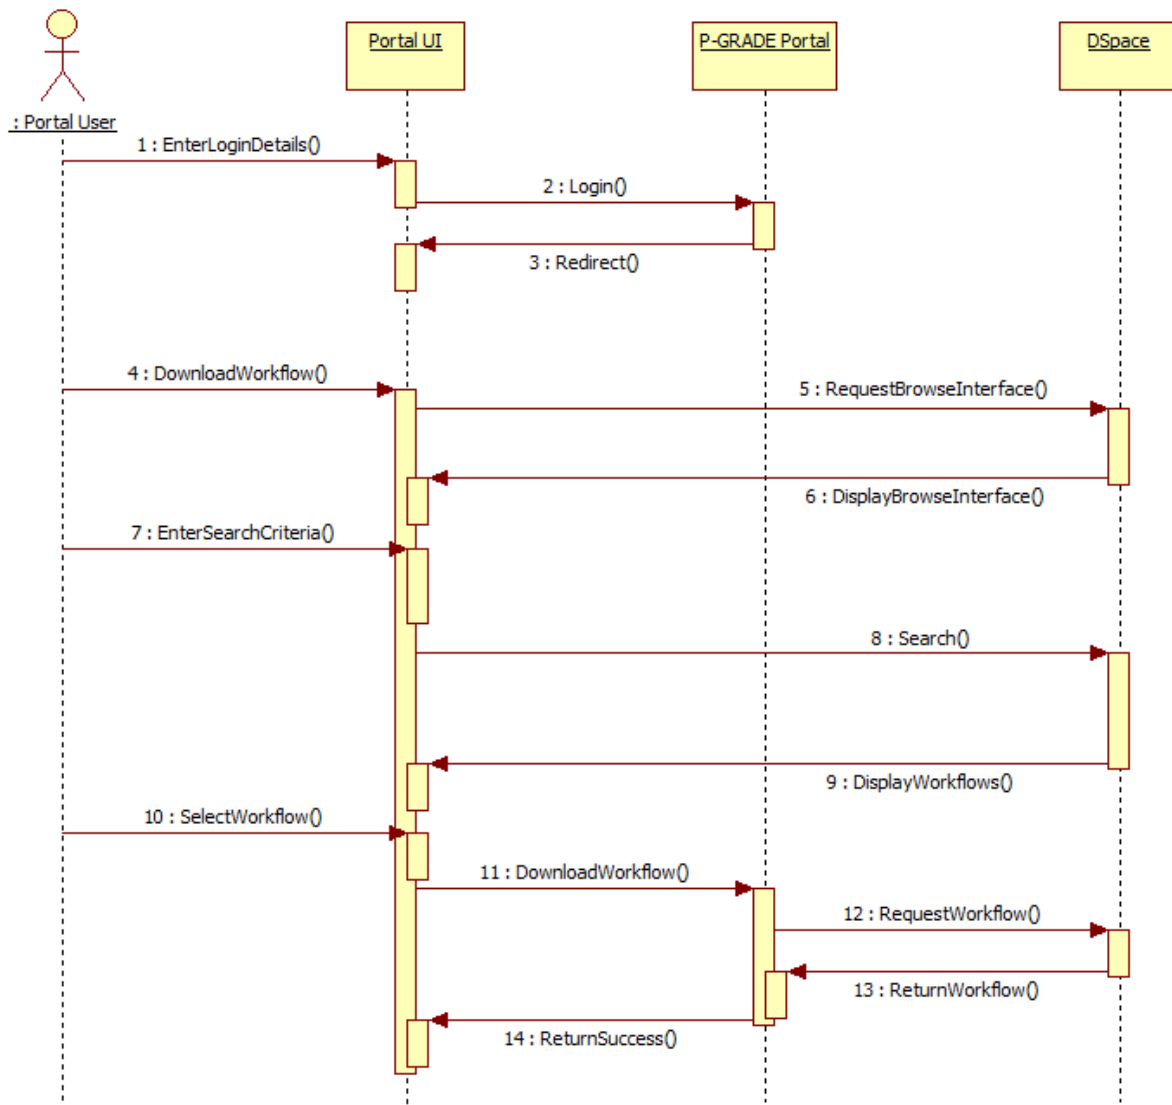 Portal UI
P-GRADE Portal
DSpace
: Portal User
1 : EnterLoginDetails()
2 : Login()
3 : Redirect()
4 : DownloadWorkflow()
5 : RequestBrowseInterface()
6 : DisplayBrowseInterface()
7 : EnterSearchCriteria()
8 : Search()
9 : DisplayWorkflows()
10 : SelectWorkflow()
11 : DownloadWorkflow()
12 : RequestWorkflow()
13 : ReturnWorkflow()
14 : ReturnSuccess()